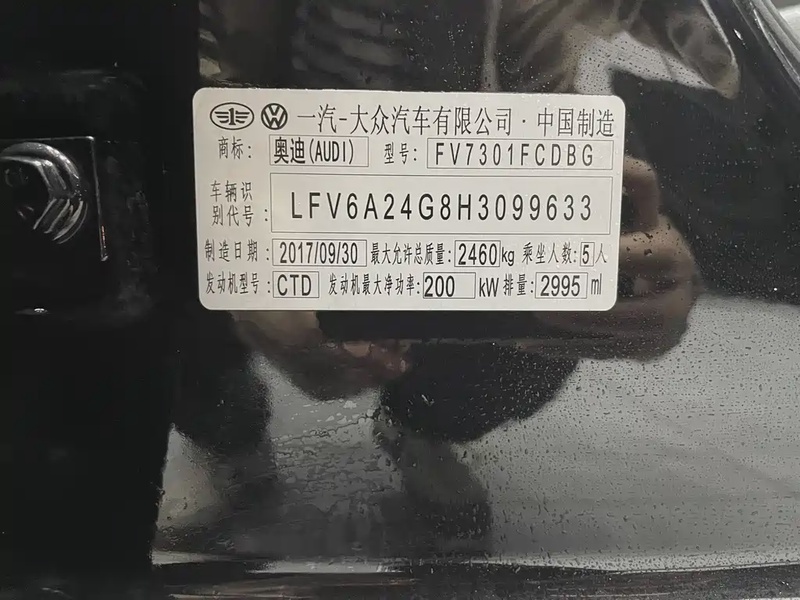 一汽-大众汽车有限公司·中国制造
商标: 奥迪(AUDI) 型号: FV7301FCDBG
车辆识
别代号: LFV6A24G8H3099633
制造日期: 2017/09/30 最大允许总质量: 2460kg 乘坐人数: 5人
发动机型号: CTD 发动机最大净功率: 200 kW 排量: 2995 ml